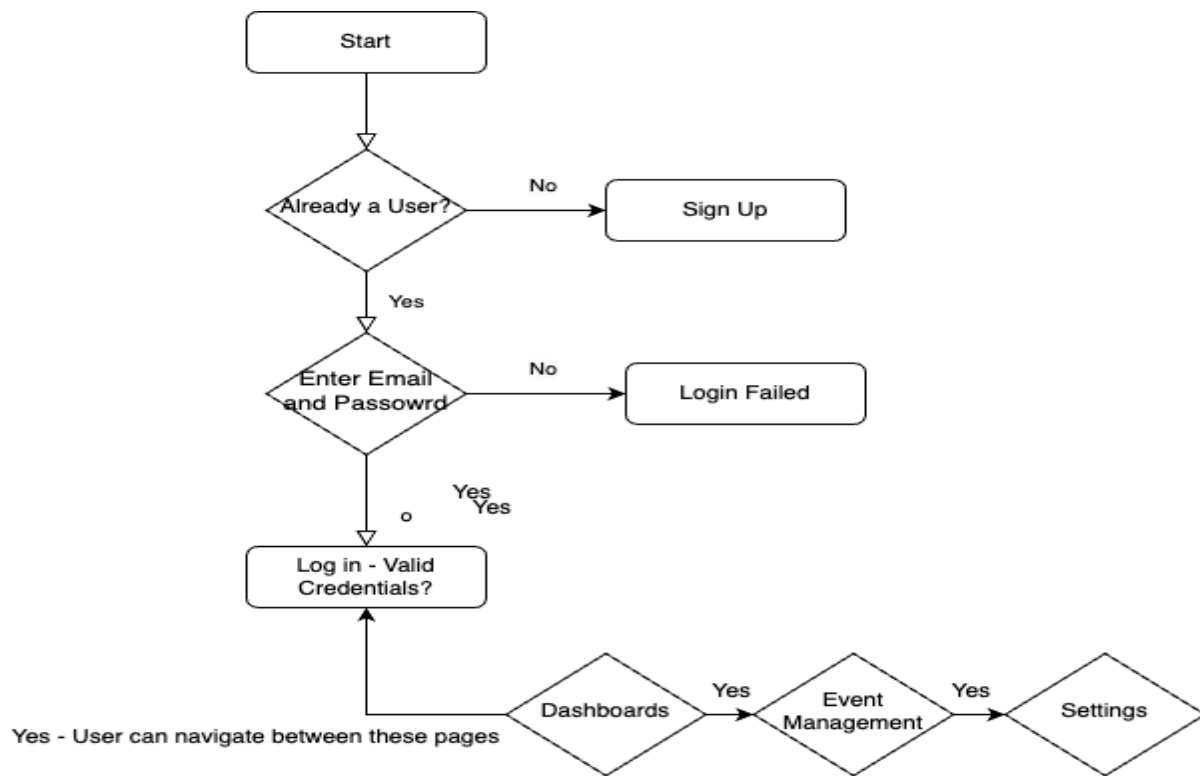 Start
Already a User?
No
Sign Up
Yes
Enter Email
and Passowrd
No
Login Failed
Yes
Yes
o
Log in - Valid
Credentials?
Dashboards
Yes
Event
Management
Yes
Settings
Yes - User can navigate between these pages